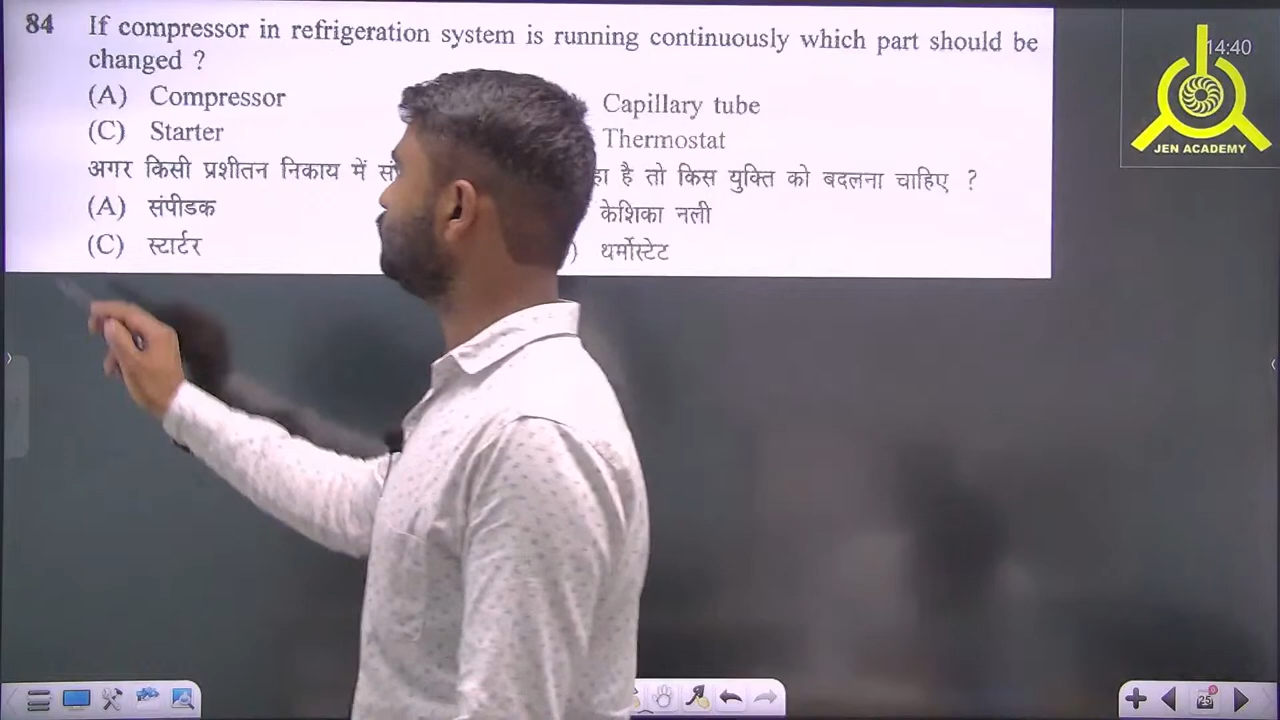 84 If compressor in refrigeration system is running continuously which part should be
changed ?
(A) Compressor Capillary tube
(C) Starter Thermostat
अगर किसी प्रशीतन निकाय में है तो किस युक्ति को बदलना चाहिए ?
(A) संपीडक केशिका नली
(C) स्टार्टर ) थर्मोस्टेट
14:40
JEN ACADEMY
25